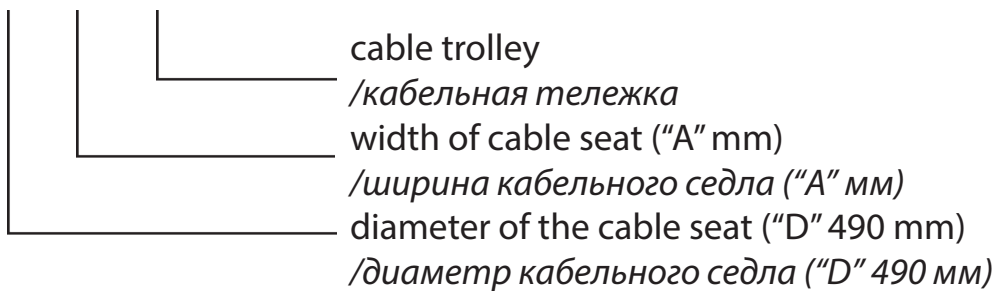 cable trolley
/кабельная тележка
width of cable seat (“A” mm)
/ширина кабельного седла (“A” мм)
diameter of the cable seat (“D” 490 mm)
/диаметр кабельного седла (“D” 490 мм)